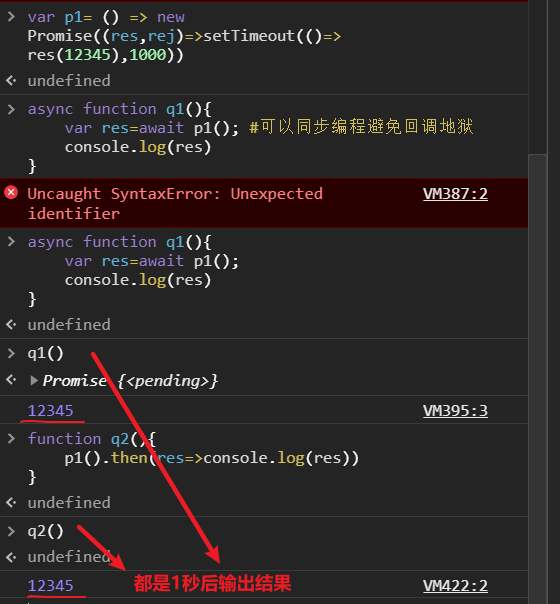 var p1= () => new
Promise((res,rej)=>setTimeout(()=>
res(12345),1000))
undefined
async function q1(){
var res=await p1(); #可以同步编程避免回调地狱
console.log(res)
}
Uncaught SyntaxError: Unexpected VM387:2
identifier
async function q1(){
var res=await p1();
console.log(res)
}
undefined
q1()
Promise {<pending>}
12345 VM395:3
function q2(){
p1().then(res=>console.log(res))
}
undefined
q2()
undefined
都是1秒后输出结果
12345 VM422:2